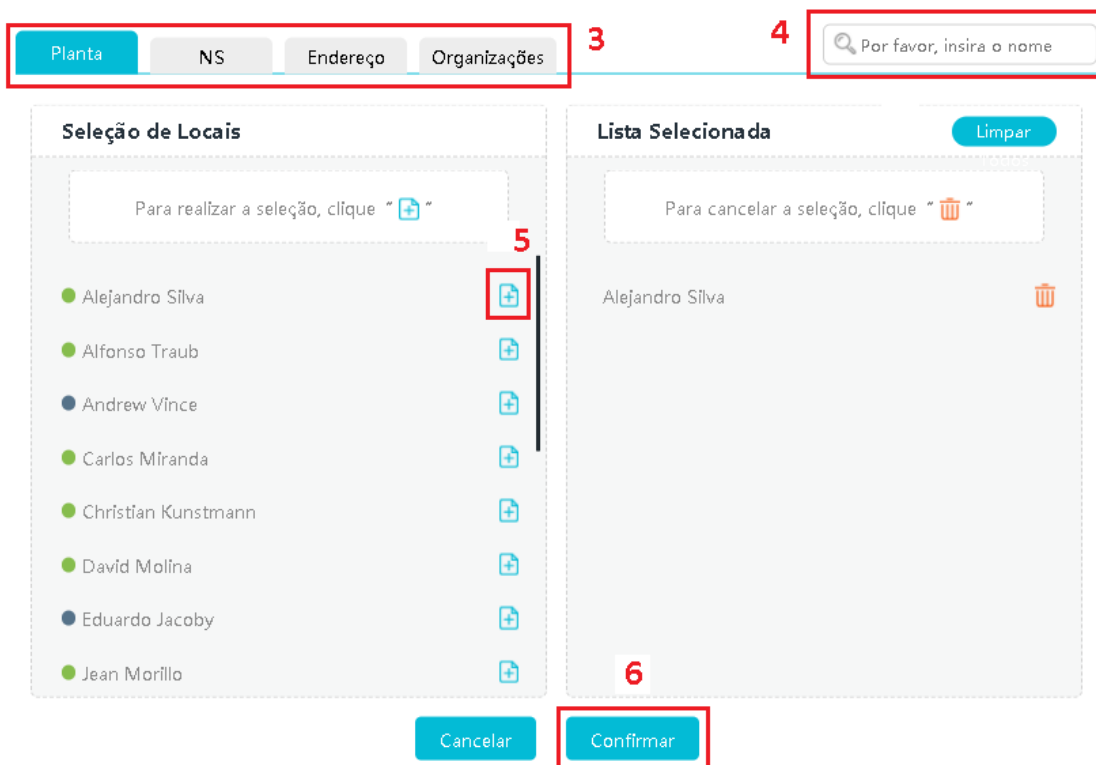 Planta NS Endereço Organizações 3 4 Por favor, insira o nome
Seleção de Locais
Para realizar a seleção, clique " "
5
Alejandro Silva
Alfonso Traub
Andrew Vince
Carlos Miranda
Christian Kunstmann
David Molina
Eduardo Jacoby
Jean Morillo
Lista Selecionada Limpar
Para cancelar a seleção, clique " "
Alejandro Silva
6
Cancelar Confirmar